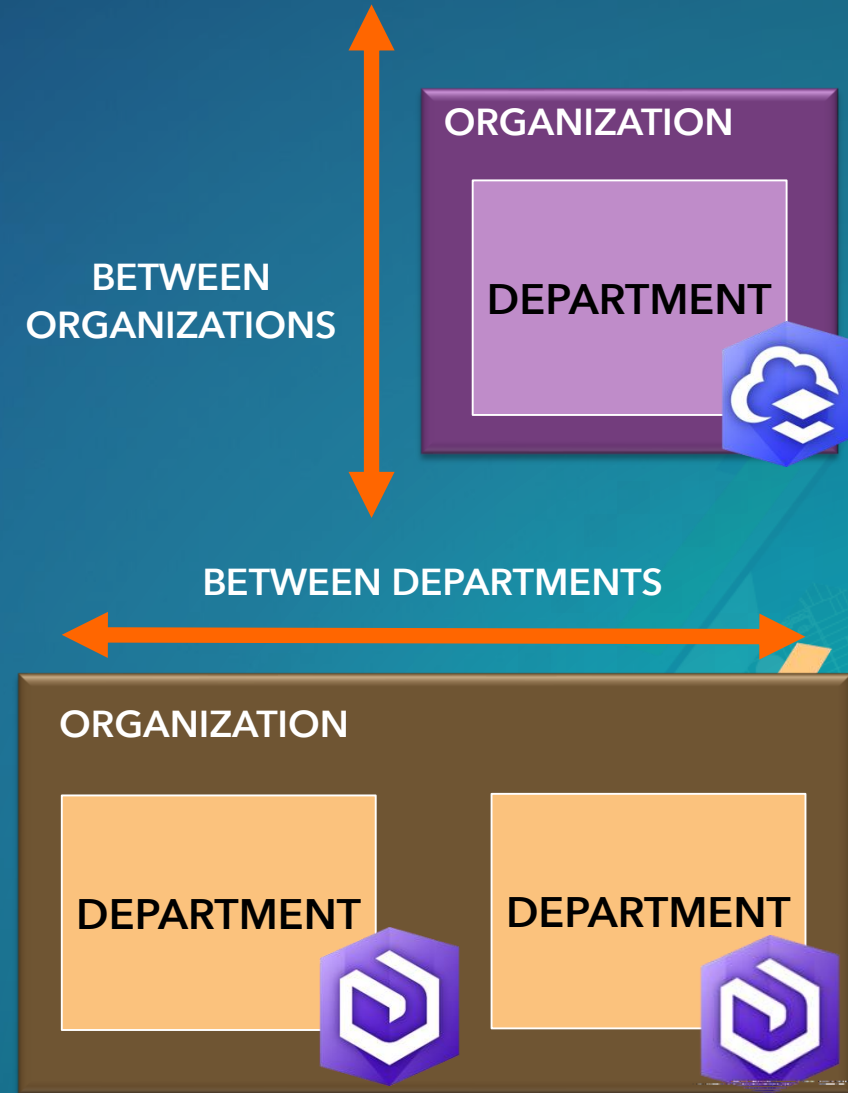 ORGANIZATION
DEPARTMENT
BETWEEN
ORGANIZATIONS
BETWEEN DEPARTMENTS
ORGANIZATION
DEPARTMENT
DEPARTMENT